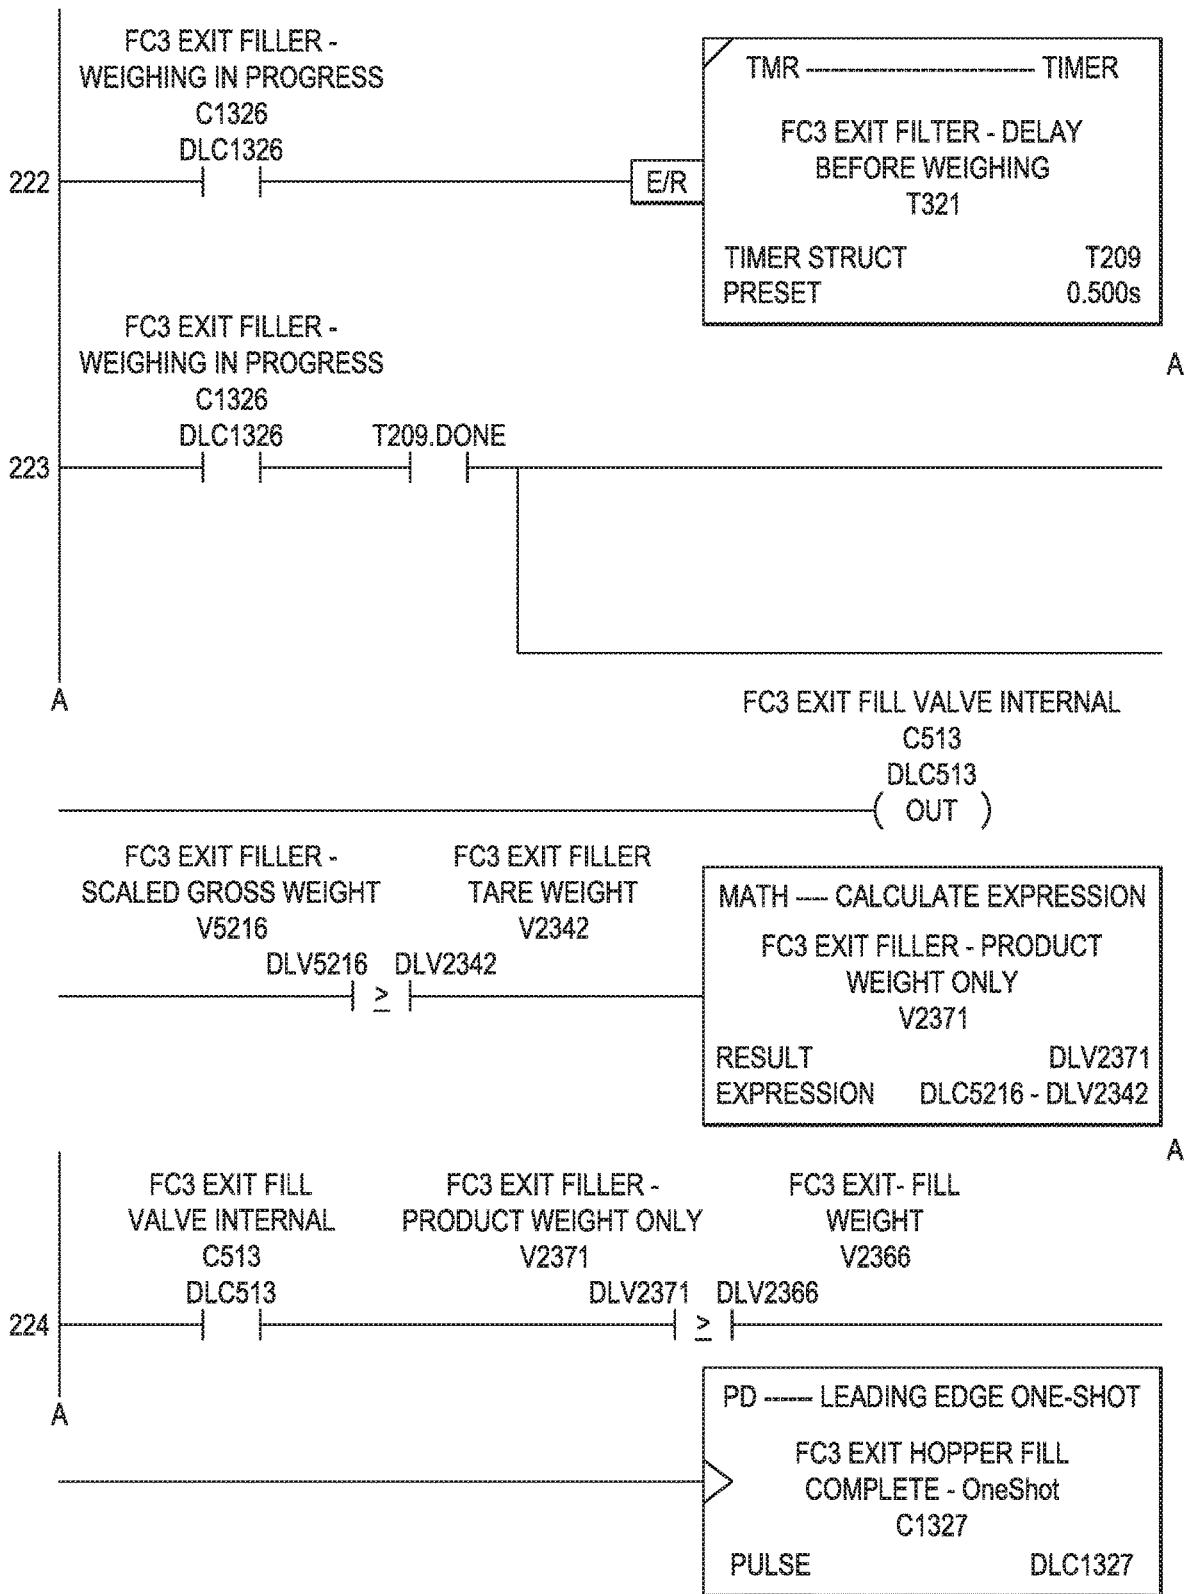 FC3 EXIT FILLER -
WEIGHING IN PROGRESS
C1326
DLC1326
222
E/R
TMR ---------------------- TIMER
FC3 EXIT FILTER - DELAY
BEFORE WEIGHING
T321
TIMER STRUCT T209
PRESET 0.500s
A
FC3 EXIT FILLER -
WEIGHING IN PROGRESS
C1326
DLC1326 T209.DONE
223
A
FC3 EXIT FILL VALVE INTERNAL
C513
DLC513
( OUT )
FC3 EXIT FILLER -
SCALED GROSS WEIGHT
V5216
FC3 EXIT FILLER
TARE WEIGHT
V2342
DLV5216 ≥ DLV2342
MATH ---- CALCULATE EXPRESSION
FC3 EXIT FILLER - PRODUCT
WEIGHT ONLY
V2371
RESULT DLV2371
EXPRESSION DLC5216 - DLV2342
A
FC3 EXIT FILL
VALVE INTERNAL
C513
DLC513
FC3 EXIT FILLER -
PRODUCT WEIGHT ONLY
V2371
FC3 EXIT- FILL
WEIGHT
V2366
DLV2371 ≥ DLV2366
224
A
PD ------ LEADING EDGE ONE-SHOT
FC3 EXIT HOPPER FILL
COMPLETE - OneShot
C1327
PULSE DLC1327